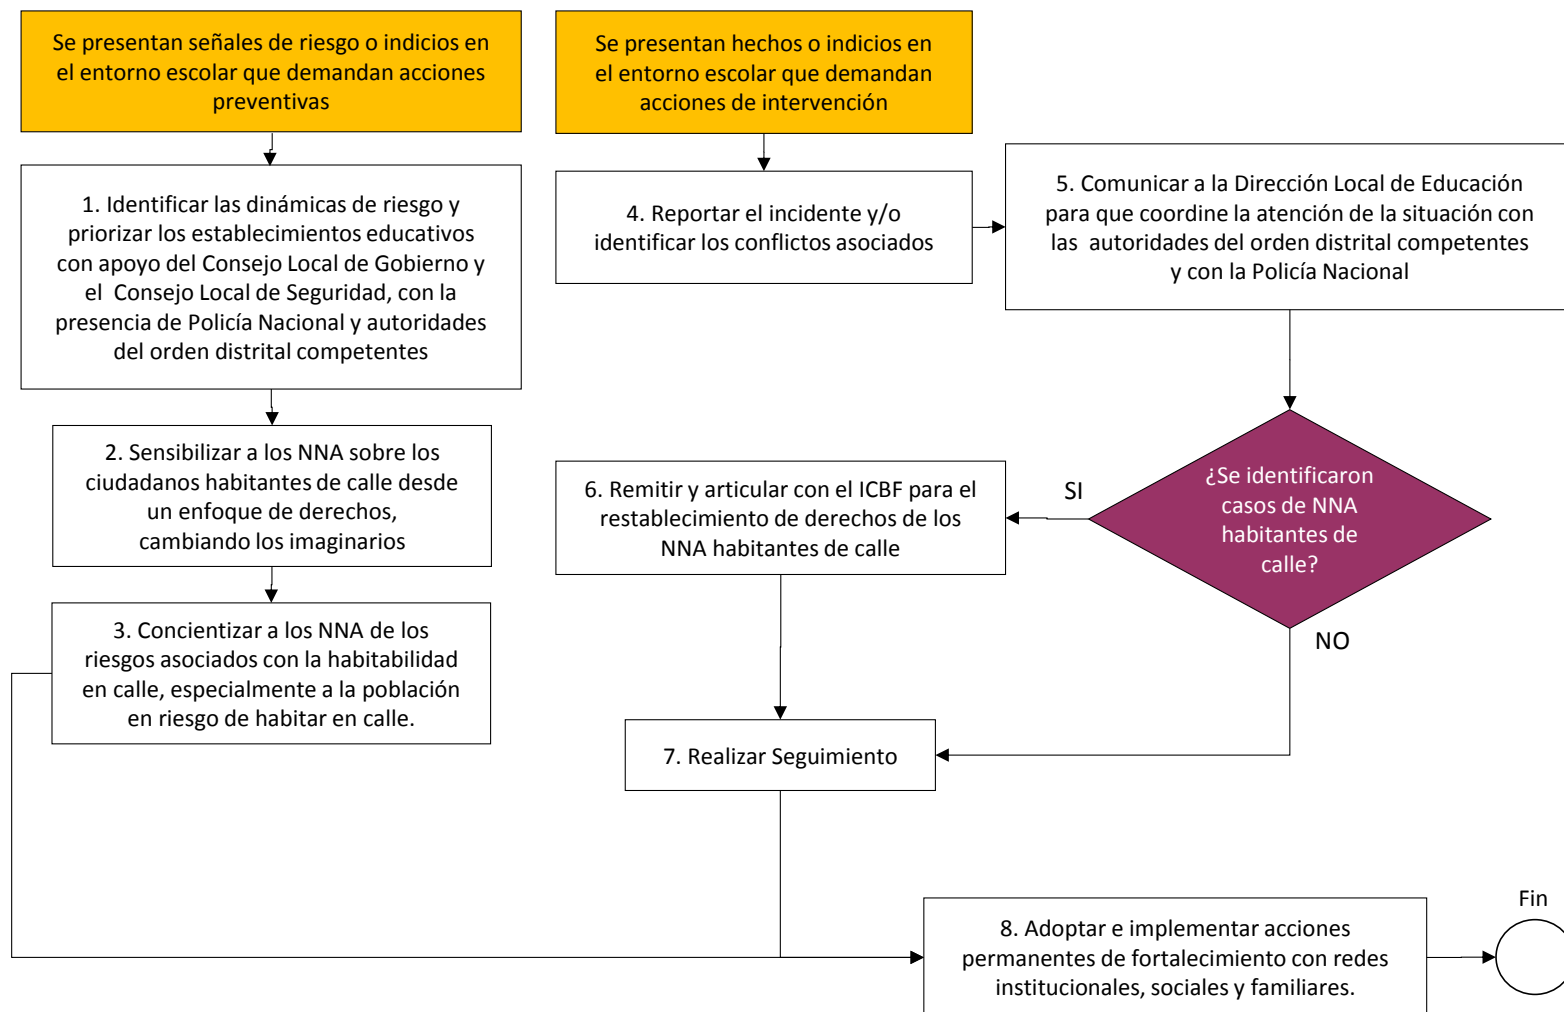 Se presentan señales de riesgo o indicios en
el entorno escolar que demandan acciones
preventivas
Se presentan hechos o indicios en
el entorno escolar que demandan
acciones de intervención
1. Identificar las dinámicas de riesgo y
priorizar los establecimientos educativos
con apoyo del Consejo Local de Gobierno y
el Consejo Local de Seguridad, con la
presencia de Policía Nacional y autoridades
del orden distrital competentes
4. Reportar el incidente y/o
identificar los conflictos asociados
5. Comunicar a la Dirección Local de Educación
para que coordine la atención de la situación con
las autoridades del orden distrital competentes
y con la Policía Nacional
2. Sensibilizar a los NNA sobre los
ciudadanos habitantes de calle desde
un enfoque de derechos,
cambiando los imaginarios
6. Remitir y articular con el ICBF para el
restablecimiento de derechos de los
NNA habitantes de calle
SI
¿Se identificaron
casos de NNA
habitantes de
calle?
NO
3. Concientizar a los NNA de los
riesgos asociados con la habitabilidad
en calle, especialmente a la población
en riesgo de habitar en calle.
7. Realizar Seguimiento
8. Adoptar e implementar acciones
permanentes de fortalecimiento con redes
institucionales, sociales y familiares.
Fin